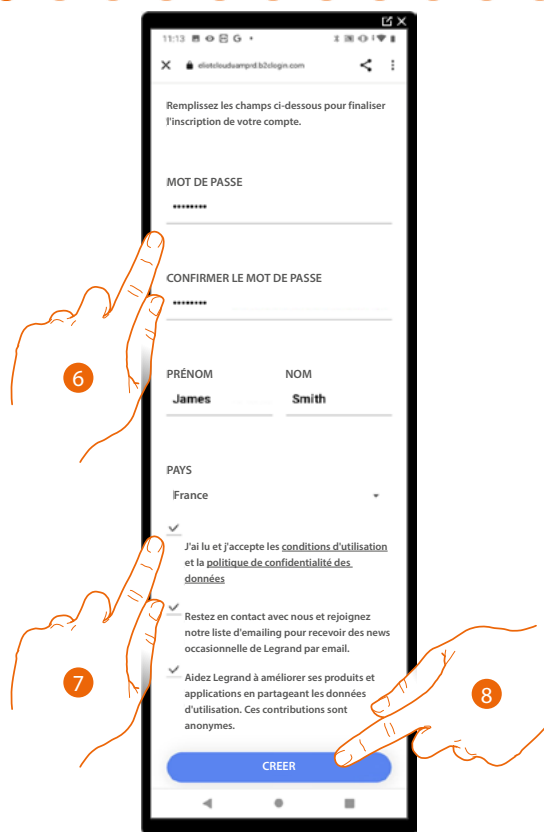 11:13
eliotclouduamprd.b2clogin.com
Remplissez les champs ci-dessous pour finaliser
l'inscription de votre compte.
MOT DE PASSE
••••••••
6
CONFIRMER LE MOT DE PASSE
••••••••
PRÉNOM NOM
James Smith
PAYS
France
J'ai lu et j'accepte les conditions d'utilisation
et la politique de confidentialité des
données
7
Restez en contact avec nous et rejoignez
notre liste d'emailing pour recevoir des news
occasionnelle de Legrand par email.
Aidez Legrand à améliorer ses produits et
applications en partageant les données
d'utilisation. Ces contributions sont
anonymes.
8
CREER